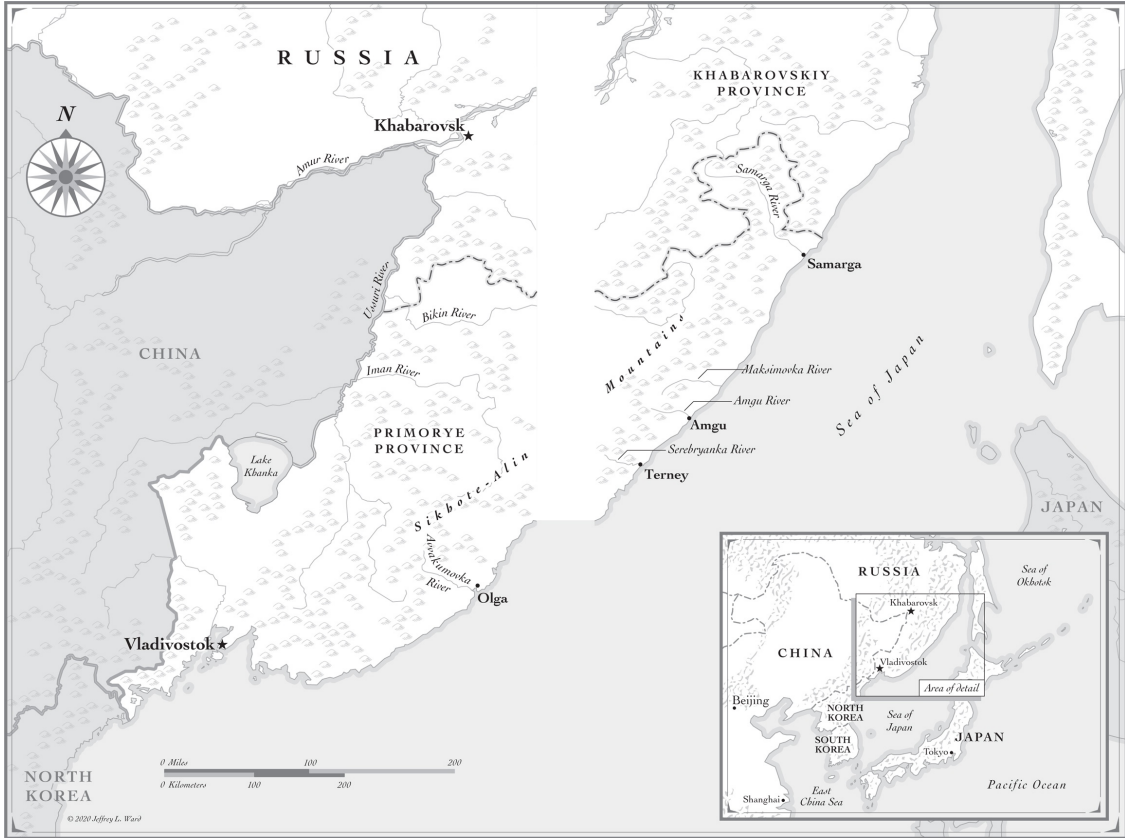 RUSSIA
KHABAROVSKIY
PROVINCE
N
Khabarovsk
Amur River
Samarga River
Samarga
Ussuri River
Bikin River
CHINA
Iman River
Mountains
Maksimovka River
Amgu River
Amgu
Sea of Japan
PRIMORYE
PROVINCE
Serebryanka River
Terney
Lake
Khanka
Sikhote-Alin
JAPAN
Avvakumovka
River
Olga
Vladivostok
NORTH
KOREA
0 Miles 100 200
0 Kilometers 100 200
© 2020 Jeffrey L. Ward
RUSSIA
Sea of
Okhotsk
Khabarovsk
CHINA
Vladivostok
Area of detail
Beijing
NORTH
KOREA
Sea of
Japan
SOUTH
KOREA
JAPAN
Tokyo
Pacific Ocean
Shanghai
East
China Sea